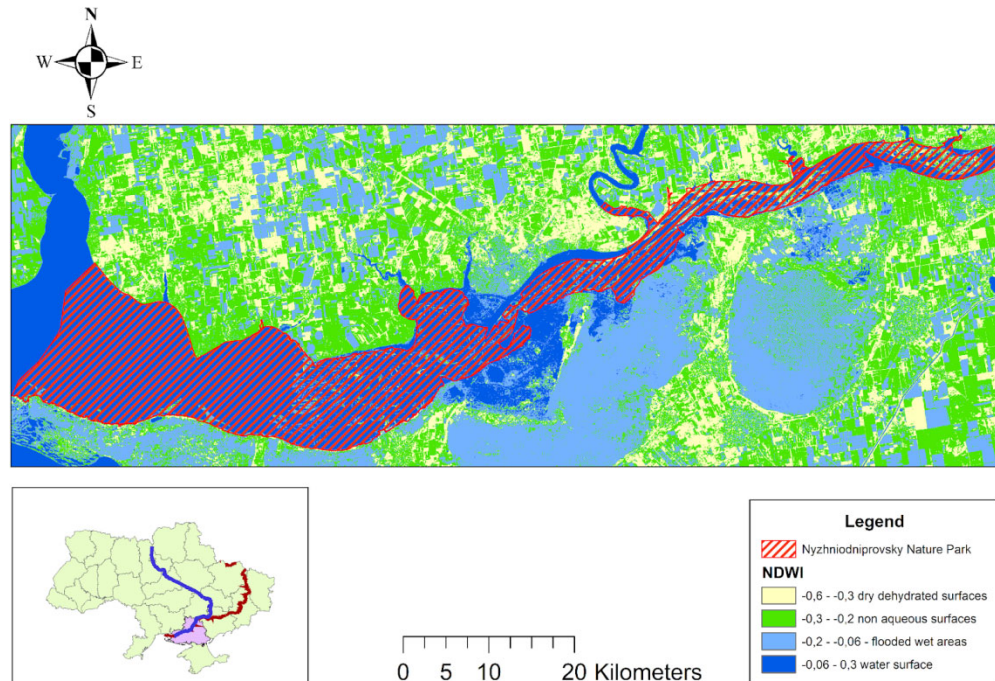 N
W E
S
0 5 10 20 Kilometers
Legend
Nyzhniodniprovsky Nature Park
NDWI
-0,6 - -0,3 dry dehydrated surfaces
-0,3 - -0,2 non aqueous surfaces
-0,2 - -0,06 - flooded wet areas
-0,06 - 0,3 water surface